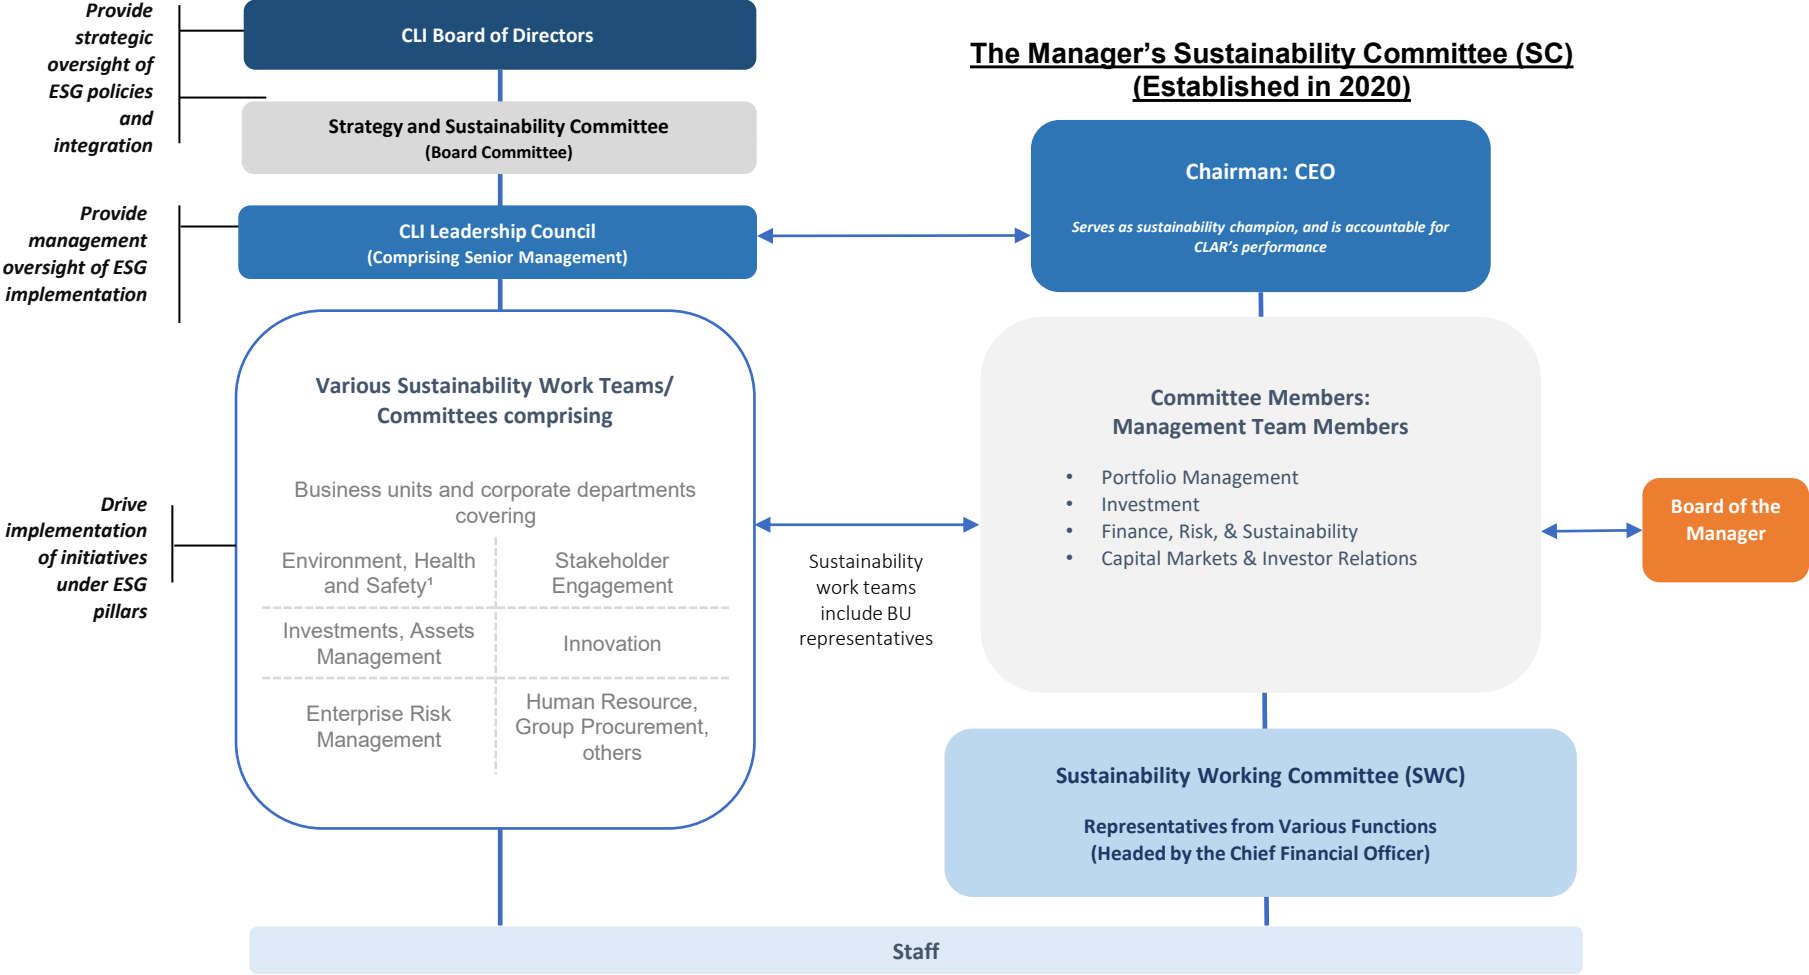 Provide
strategic
oversight of
ESG policies
and
integration
CLI Board of Directors
Strategy and Sustainability Committee
(Board Committee)
Provide
management
oversight of ESG
implementation
CLI Leadership Council
(Comprising Senior Management)
Various Sustainability Work Teams/
Committees comprising
Business units and corporate departments
covering
Environment, Health
and Safety¹
Stakeholder
Engagement
Investments, Assets
Management
Innovation
Enterprise Risk
Management
Human Resource,
Group Procurement,
others
Drive
implementation
of initiatives
under ESG
pillars
Sustainability
work teams
include BU
representatives
The Manager’s Sustainability Committee (SC)
(Established in 2020)
Chairman: CEO
Serves as sustainability champion, and is accountable for
CLAR’s performance
Committee Members:
Management Team Members
• Portfolio Management
• Investment
• Finance, Risk, & Sustainability
• Capital Markets & Investor Relations
Board of the
Manager
Sustainability Working Committee (SWC)
Representatives from Various Functions
(Headed by the Chief Financial Officer)
Staff